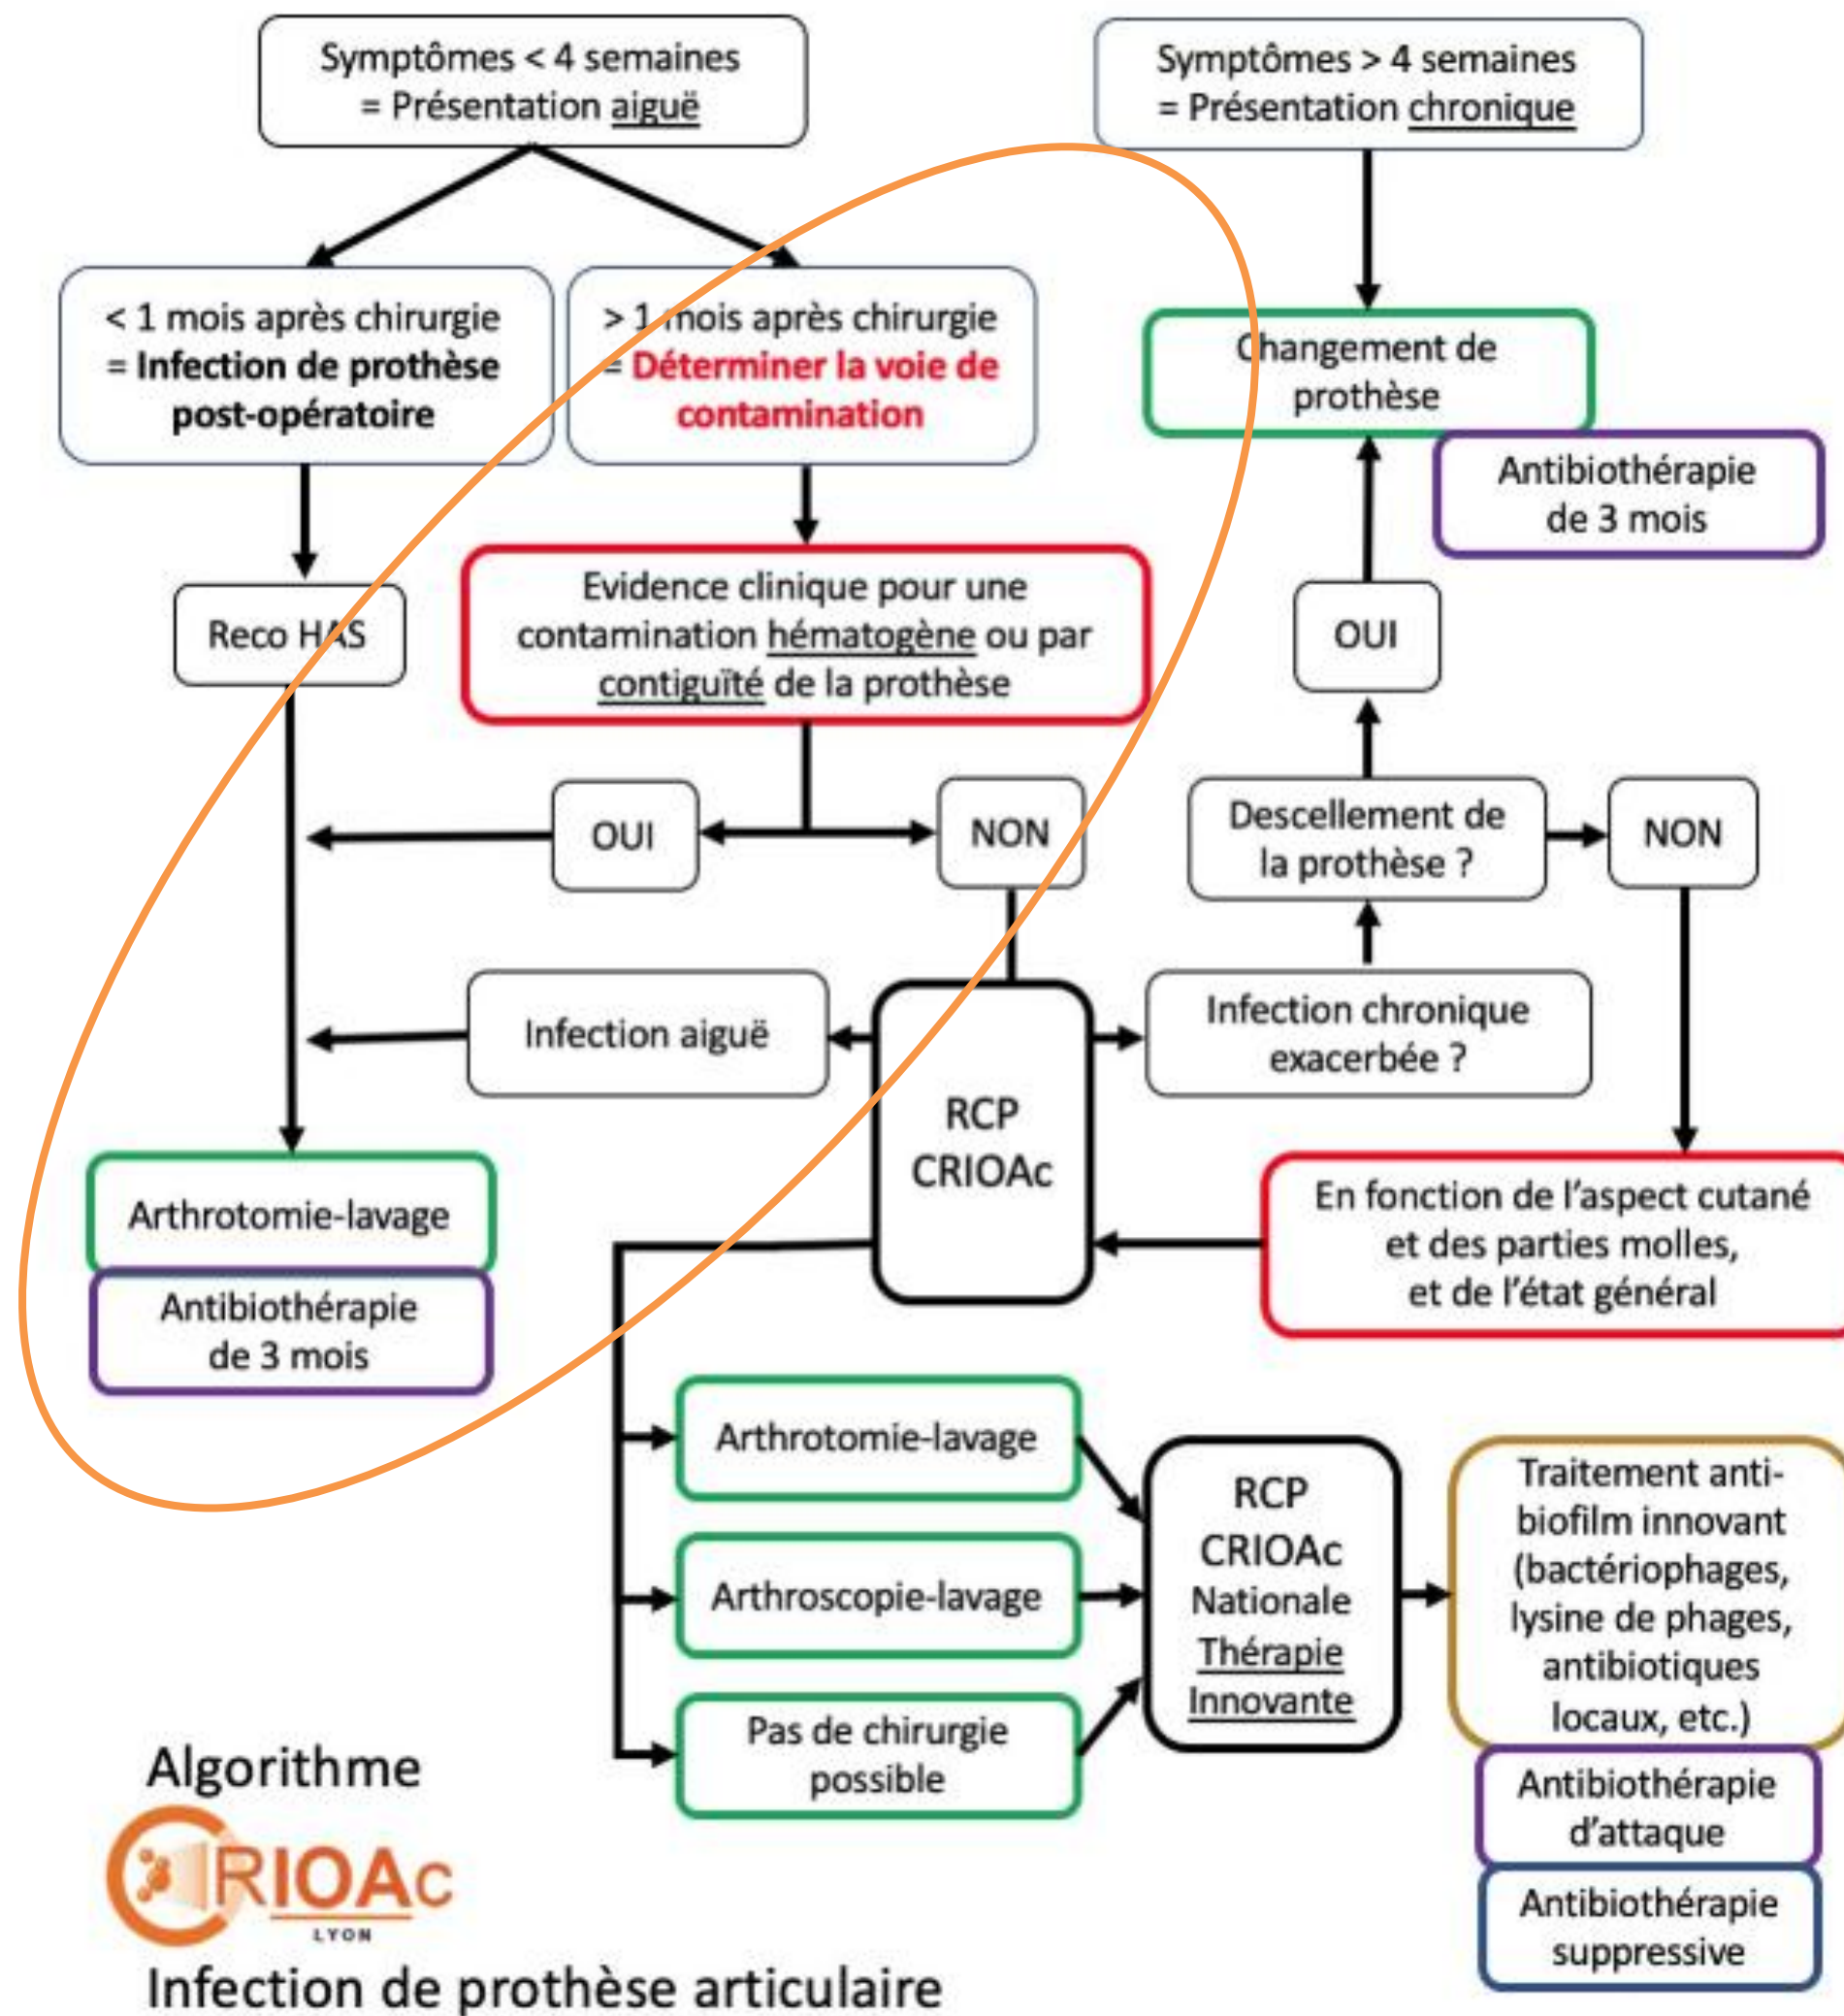 Symptômes < 4 semaines
= Présentation aiguë
Symptômes > 4 semaines
= Présentation chronique
< 1 mois après chirurgie
= Infection de prothèse
post-opératoire
> 1 mois après chirurgie
= Déterminer la voie de
contamination
Changement de
prothèse
Antibiothérapie
de 3 mois
Reco HAS
Evidence clinique pour une
contamination hématogène ou par
contiguïté de la prothèse
OUI
OUI
NON
Descellement de
la prothèse ?
NON
Infection aiguë
RCP
CRIOAc
Infection chronique
exacerbée ?
Arthrotomie-lavage
Antibiothérapie
de 3 mois
En fonction de l'aspect cutané
et des parties molles,
et de l'état général
Arthrotomie-lavage
Arthroscopie-lavage
Pas de chirurgie
possible
RCP
CRIOAc
Nationale
Thérapie
Innovante
Traitement anti-
biofilm innovant
(bactériophages,
lysine de phages,
antibiotiques
locaux, etc.)
Antibiothérapie
d'attaque
Antibiothérapie
suppressive
Algorithme
CRIOAc
LYON
Infection de prothèse articulaire